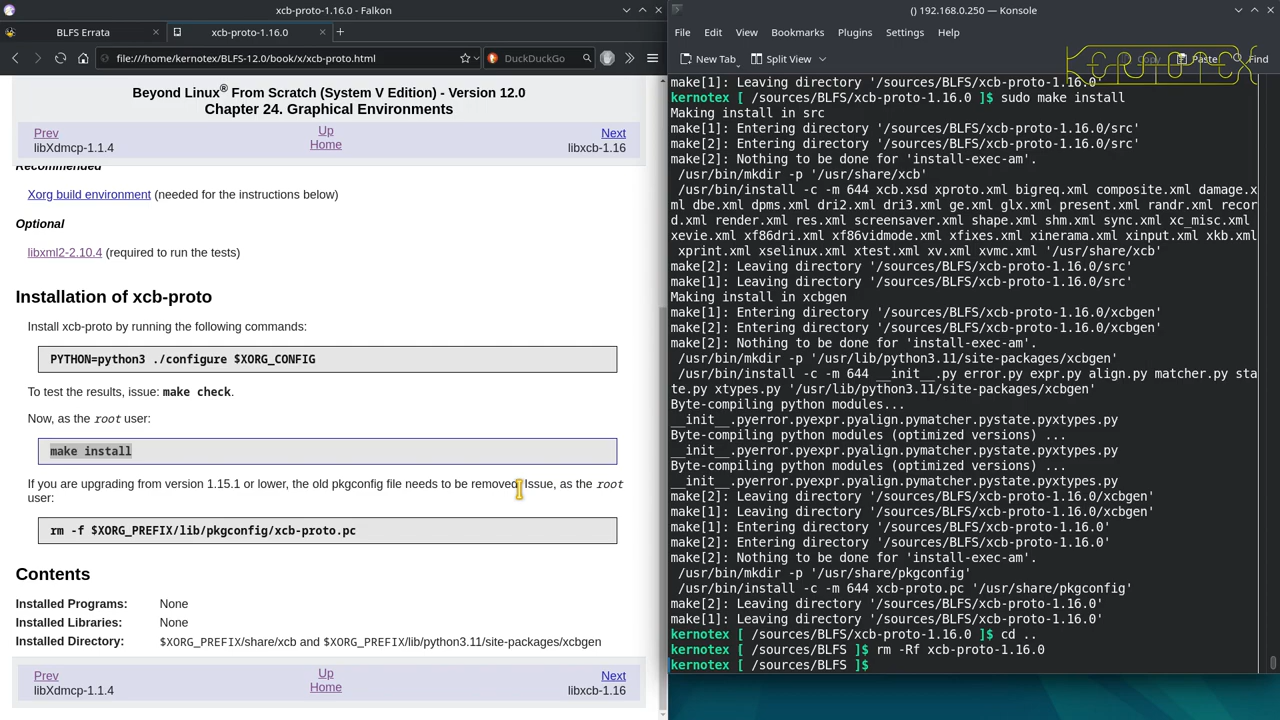 xcb-proto-1.16.0 - Falkon
BLFS Errata
xcb-proto-1.16.0
file:///home/kernotex/BLFS-12.0/book/x/xcb-proto.html
DuckDuckGo
Beyond Linux® From Scratch (System V Edition) - Version 12.0
Chapter 24. Graphical Environments
Prev
Up
Next
libXdmcp-1.1.4
Home
libxcb-1.16
Recommended
Xorg build environment (needed for the instructions below)
Optional
libxml2-2.10.4 (required to run the tests)
Installation of xcb-proto
Install xcb-proto by running the following commands:
PYTHON=python3 ./configure $XORG_CONFIG
To test the results, issue: make check.
Now, as the root user:
make install
If you are upgrading from version 1.15.1 or lower, the old pkgconfig file needs to be removed. Issue, as the root
user:
rm -f $XORG_PREFIX/lib/pkgconfig/xcb-proto.pc
Contents
Installed Programs: None
Installed Libraries: None
Installed Directory: $XORG_PREFIX/share/xcb and $XORG_PREFIX/lib/python3.11/site-packages/xcbgen
Prev
Up
Next
libXdmcp-1.1.4
Home
libxcb-1.16
() 192.168.0.250 — Konsole
File Edit View Bookmarks Plugins Settings Help
New Tab Split View Copy Paste Find
kernotex
make[1]: Leaving directory '/sources/BLFS/xcb-proto-1.16.0'
kernotex [ /sources/BLFS/xcb-proto-1.16.0 ]$ sudo make install
Making install in src
make[1]: Entering directory '/sources/BLFS/xcb-proto-1.16.0/src'
make[2]: Entering directory '/sources/BLFS/xcb-proto-1.16.0/src'
make[2]: Nothing to be done for 'install-exec-am'.
/usr/bin/mkdir -p '/usr/share/xcb'
/usr/bin/install -c -m 644 xcb.xsd xproto.xml bigreq.xml composite.xml damage.x
ml dbe.xml dpms.xml dri2.xml dri3.xml ge.xml glx.xml present.xml randr.xml recor
d.xml render.xml res.xml screensaver.xml shape.xml shm.xml sync.xml xc_misc.xml
xevie.xml xf86dri.xml xf86vidmode.xml xfixes.xml xinerama.xml xinput.xml xkb.xml
xprint.xml xselinux.xml xtest.xml xv.xml xvmc.xml '/usr/share/xcb'
make[2]: Leaving directory '/sources/BLFS/xcb-proto-1.16.0/src'
make[1]: Leaving directory '/sources/BLFS/xcb-proto-1.16.0/src'
Making install in xcbgen
make[1]: Entering directory '/sources/BLFS/xcb-proto-1.16.0/xcbgen'
make[2]: Entering directory '/sources/BLFS/xcb-proto-1.16.0/xcbgen'
make[2]: Nothing to be done for 'install-exec-am'.
/usr/bin/mkdir -p '/usr/lib/python3.11/site-packages/xcbgen'
/usr/bin/install -c -m 644 __init__.py error.py expr.py align.py matcher.py sta
te.py xtypes.py '/usr/lib/python3.11/site-packages/xcbgen'
Byte-compiling python modules...
__init__.pyerror.pyexpr.pyalign.pymatcher.pystate.pyxtypes.py
Byte-compiling python modules (optimized versions) ...
__init__.pyerror.pyexpr.pyalign.pymatcher.pystate.pyxtypes.py
Byte-compiling python modules (optimized versions) ...
__init__.pyerror.pyexpr.pyalign.pymatcher.pystate.pyxtypes.py
make[2]: Leaving directory '/sources/BLFS/xcb-proto-1.16.0/xcbgen'
make[1]: Leaving directory '/sources/BLFS/xcb-proto-1.16.0/xcbgen'
make[1]: Entering directory '/sources/BLFS/xcb-proto-1.16.0'
make[2]: Entering directory '/sources/BLFS/xcb-proto-1.16.0'
make[2]: Nothing to be done for 'install-exec-am'.
/usr/bin/mkdir -p '/usr/share/pkgconfig'
/usr/bin/install -c -m 644 xcb-proto.pc '/usr/share/pkgconfig'
make[2]: Leaving directory '/sources/BLFS/xcb-proto-1.16.0'
make[1]: Leaving directory '/sources/BLFS/xcb-proto-1.16.0'
kernotex [ /sources/BLFS/xcb-proto-1.16.0 ]$ cd ..
kernotex [ /sources/BLFS ]$ rm -Rf xcb-proto-1.16.0
kernotex [ /sources/BLFS ]$